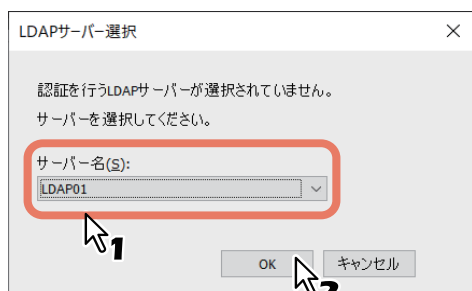 LDAPサーバー選択
認証を行うLDAPサーバーが選択されていません。
サーバーを選択してください。
サーバー名(S):
LDAP01
1
OK
キャンセル
2